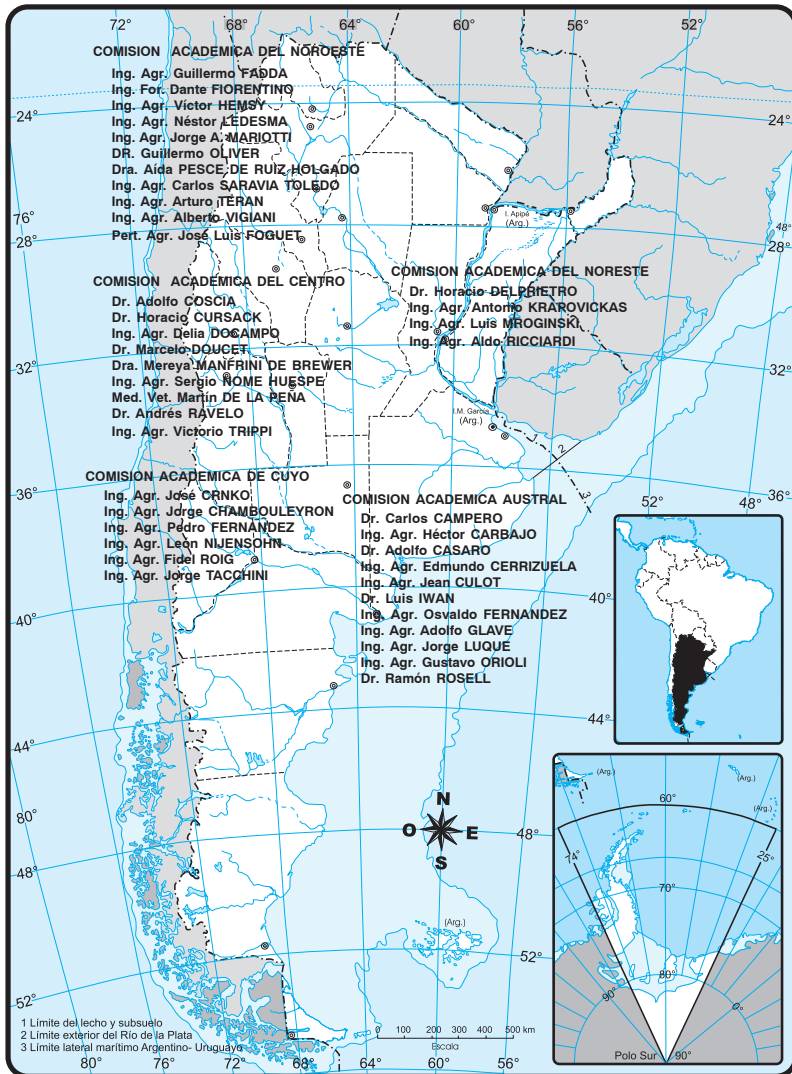 72°
68°
64°
60°
56°
52°
COMISION ACADEMICA DEL NOROESTE
Ing. Agr. Guillermo FADDA
Ing. For. Dante FIORENTINO
Ing. Agr. Víctor HEMSY
Ing. Agr. Néstor LEDESMA
Ing. Agr. Jorge A. MARIOTTI
DR. Guillermo OLIVER
Dra. Aída PESCE DE RUIZ HOLGADO
Ing. Agr. Carlos SARAVIA TOLEDO
Ing. Agr. Arturo TERAN
Ing. Agr. Alberto VIGIANI
Pert. Agr. José Luis FOGUET
24°
24°
76°
28°
48°
28°
I. Apipé
(Arg.)
COMISION ACADEMICA DEL NORESTE
Dr. Horacio DELPRIETRO
Ing. Agr. Antonio KRAPOVICKAS
Ing. Agr. Luis MROGINSKI
Ing. Agr. Aldo RICCIARDI
COMISION ACADEMICA DEL CENTRO
Dr. Adolfo COSCIA
Dr. Horacio CURSACK
Ing. Agr. Delia DOCAMPO
Dr. Marcelo DOUCET
Dra. Mereya MANFRINI DE BREWER
Ing. Agr. Sergio NOME HUESPE
Med. Vet. Martín DE LA PEÑA
Dr. Andrés RAVELO
Ing. Agr. Victorio TRIPPI
32°
32°
I.M. García
(Arg.)
1
2
3
COMISION ACADEMICA DE CUYO
Ing. Agr. José CRNKO
Ing. Agr. Jorge CHAMBOULEYRON
Ing. Agr. Pedro FERNANDEZ
Ing. Agr. León NIJENSOHN
Ing. Agr. Fidel ROIG
Ing. Agr. Jorge TACCHINI
36°
36°
52°
48°
COMISION ACADEMICA AUSTRAL
Dr. Carlos CAMPERO
Ing. Agr. Héctor CARBAJO
Dr. Adolfo CASARO
Ing. Agr. Edmundo CERRIZUELA
Ing. Agr. Jean CULOT
Dr. Luis IWAN
Ing. Agr. Osvaldo FERNANDEZ
Ing. Agr. Adolfo GLAVE
Ing. Agr. Jorge LUQUE
Ing. Agr. Gustavo ORIOLI
Dr. Ramón ROSELL
40°
40°
44°
44°
80°
48°
48°
N
O
E
S
(Arg.)
52°
52°
(Arg.)
(Arg.)
(Arg.)
60°
74°
25°
70°
80°
90°
0°
Polo Sur
90°
1 Límite del lecho y subsuelo
2 Límite exterior del Río de la Plata
3 Límite lateral marítimo Argentino- Uruguayo
0 100 200 300 400 500 km
Escala
80°
76°
72°
68°
64°
60°
56°